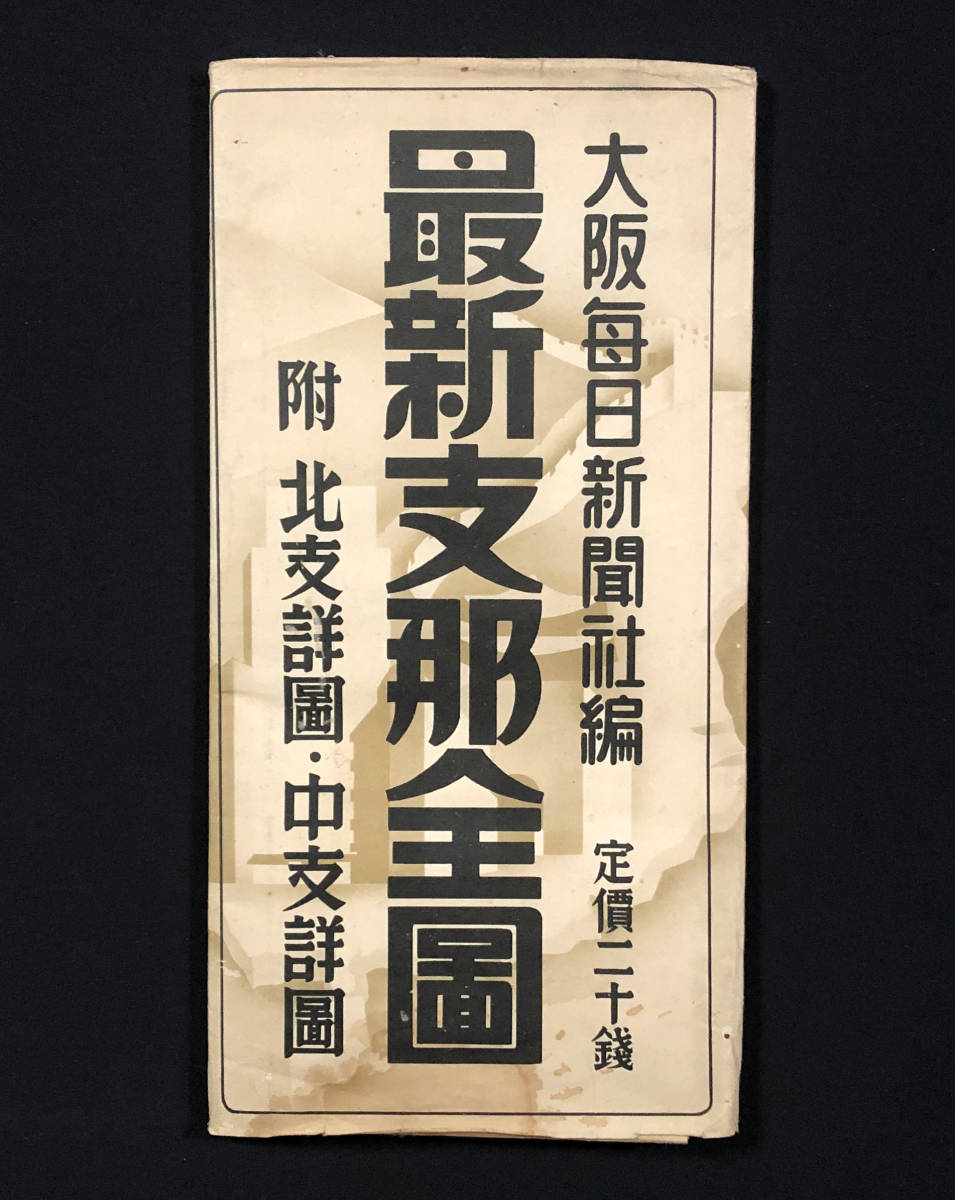 大阪每日新聞社編　定價二十錢
最新支那全圖
附　北支詳圖・中支詳圖